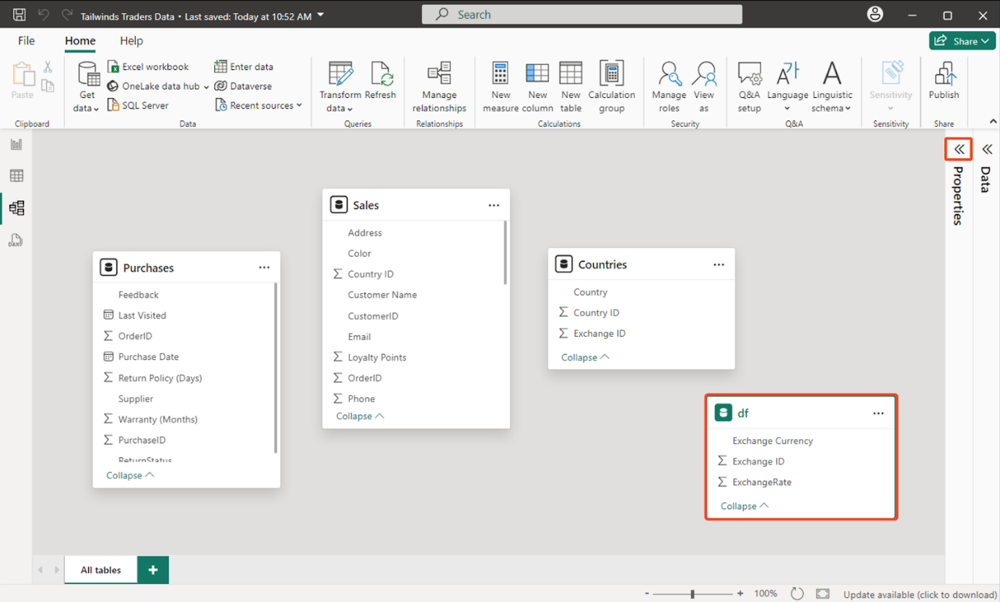 Tailwinds Traders Data • Last saved: Today at 10:52 AM
Search
File Home Help
Share
Paste
Clipboard
Get data
Excel workbook
OneLake data hub
SQL Server
Enter data
Dataverse
Recent sources
Data
Transform data
Refresh
Queries
Manage relationships
Relationships
New measure
New column
New table
Calculation group
Calculations
Manage roles
View as
Security
Q&A setup
Language
Linguistic schema
Q&A
Sensitivity
Sensitivity
Publish
Share
DAX
Properties
Data
Purchases
Feedback
Last Visited
OrderID
Purchase Date
Return Policy (Days)
Supplier
Warranty (Months)
PurchaseID
ReturnStatus
Collapse
Sales
Address
Color
Country ID
Customer Name
CustomerID
Email
Loyalty Points
OrderID
Phone
Collapse
Countries
Country
Country ID
Exchange ID
Collapse
df
Exchange Currency
Exchange ID
ExchangeRate
Collapse
All tables
+
- + 100%
Update available (click to download)